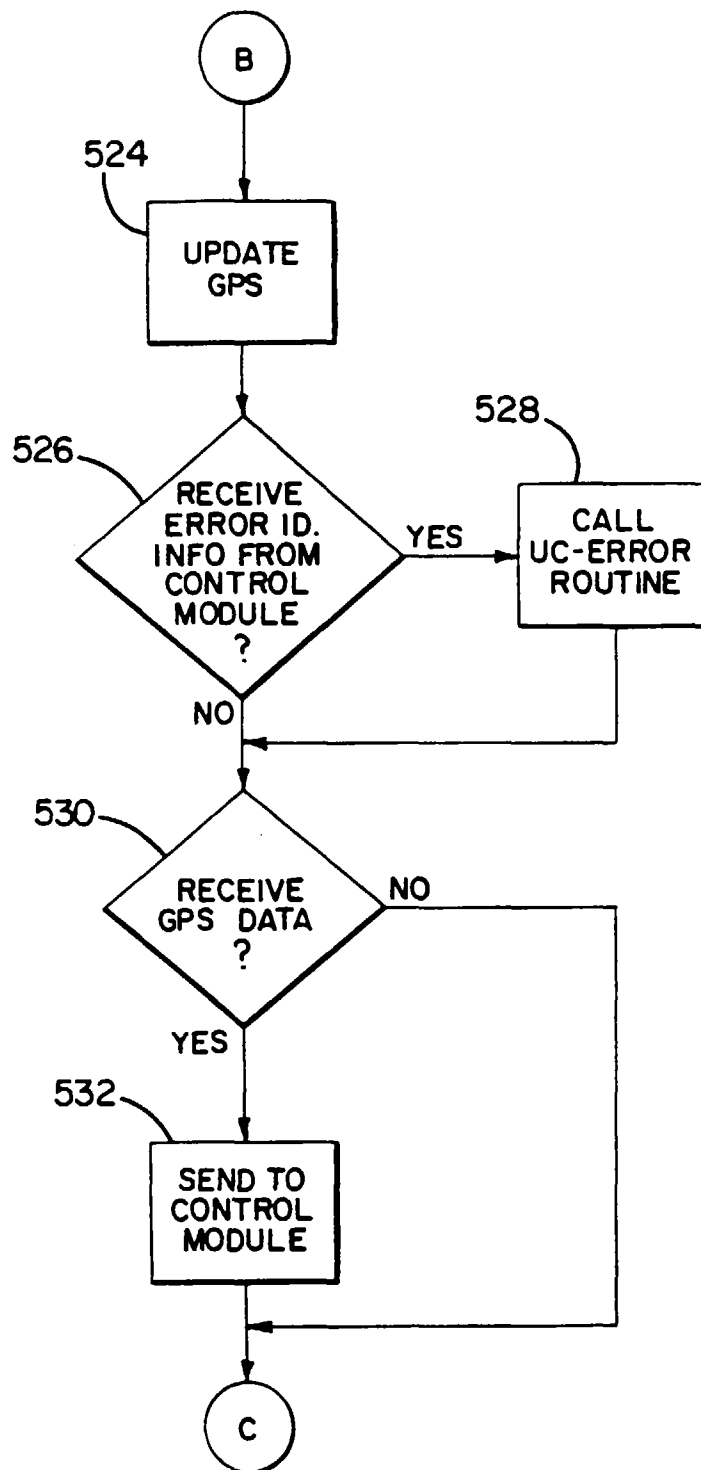 B
524
UPDATE
GPS
526
RECEIVE
ERROR ID.
INFO FROM
CONTROL
MODULE
?
YES
528
CALL
UC-ERROR
ROUTINE
NO
530
RECEIVE
GPS DATA
?
NO
YES
532
SEND TO
CONTROL
MODULE
C